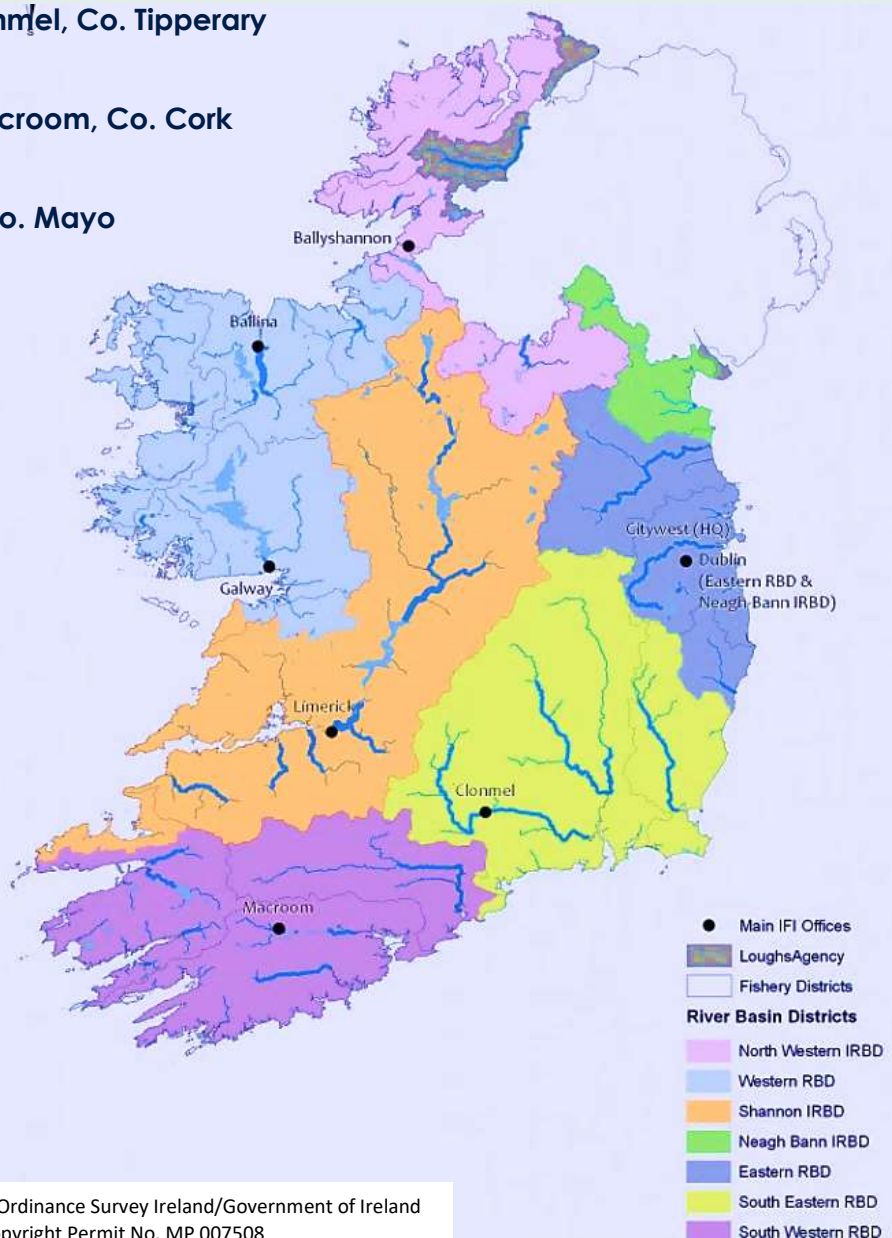 nmel, Co. Tipperary
croom, Co. Cork
o. Mayo
Ballyshannon
Ballina
Citywest (HQ)
Dublin
(Eastern RBD &
Neagh-Bann IRBD)
Galway
Limerick
Clonmel
Macroom
Main IFI Offices
LoughsAgency
Fishery Districts
River Basin Districts
North Western IRBD
Western RBD
Shannon IRBD
Neagh Bann IRBD
Eastern RBD
South Eastern RBD
South Western RBD
Ordinance Survey Ireland/Government of Ireland
opyright Permit No. MP 007508